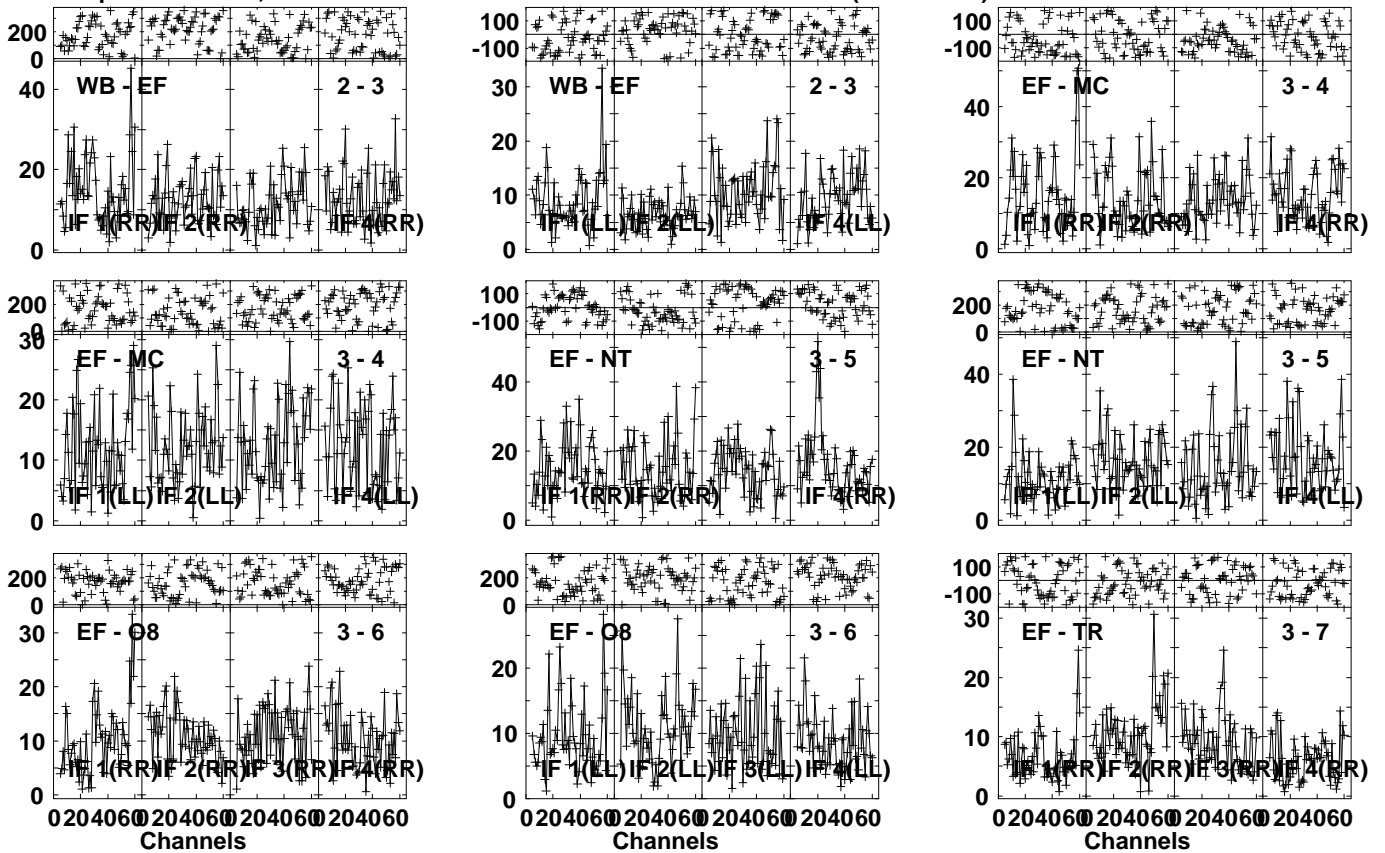 200
0
100
-100
100
-100
WB - EF 2 - 3
40
20
0
IF 1(RR) IF 2(RR) IF 4(RR)
WB - EF 2 - 3
30
20
10
0
IF 1(LL) IF 2(LL) IF 4(LL)
EF - MC 3 - 4
40
20
0
IF 1(RR) IF 2(RR) IF 4(RR)
200
0
100
-100
200
0
EF - MC 3 - 4
30
20
10
0
IF 1(LL) IF 2(LL) IF 4(LL)
EF - NT 3 - 5
40
20
0
IF 1(RR) IF 2(RR) IF 4(RR)
EF - NT 3 - 5
40
20
0
IF 1(LL) IF 2(LL) IF 4(LL)
200
0
200
0
100
-100
EF - O8 3 - 6
30
20
10
0
IF 1(RR) IF 2(RR) IF 3(RR) IF 4(RR)
EF - O8 3 - 6
20
10
0
IF 1(LL) IF 2(LL) IF 3(LL) IF 4(LL)
EF - TR 3 - 7
30
20
10
0
IF 1(RR) IF 2(RR) IF 3(RR) IF 4(RR)
0 20 40 60 0 20 40 60 0 20 40 60 0 20 40 60
0 20 40 60 0 20 40 60 0 20 40 60 0 20 40 60
0 20 40 60 0 20 40 60 0 20 40 60 0 20 40 60
Channels Channels Channels